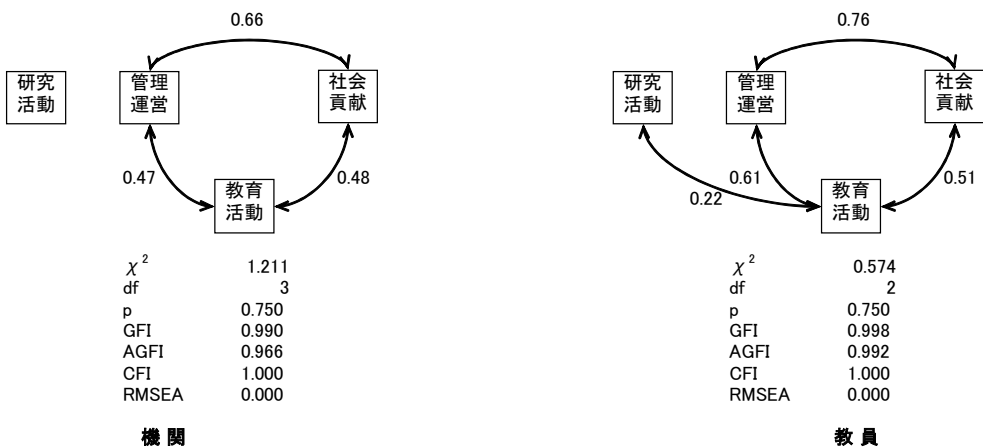 0.66
研究
活動
管理
運営
社会
貢献
0.47
0.48
教育
活動
χ² 1.211
df 3
p 0.750
GFI 0.990
AGFI 0.966
CFI 1.000
RMSEA 0.000
機関
0.76
研究
活動
管理
運営
社会
貢献
0.22
0.61
0.51
教育
活動
χ² 0.574
df 2
p 0.750
GFI 0.998
AGFI 0.992
CFI 1.000
RMSEA 0.000
教員